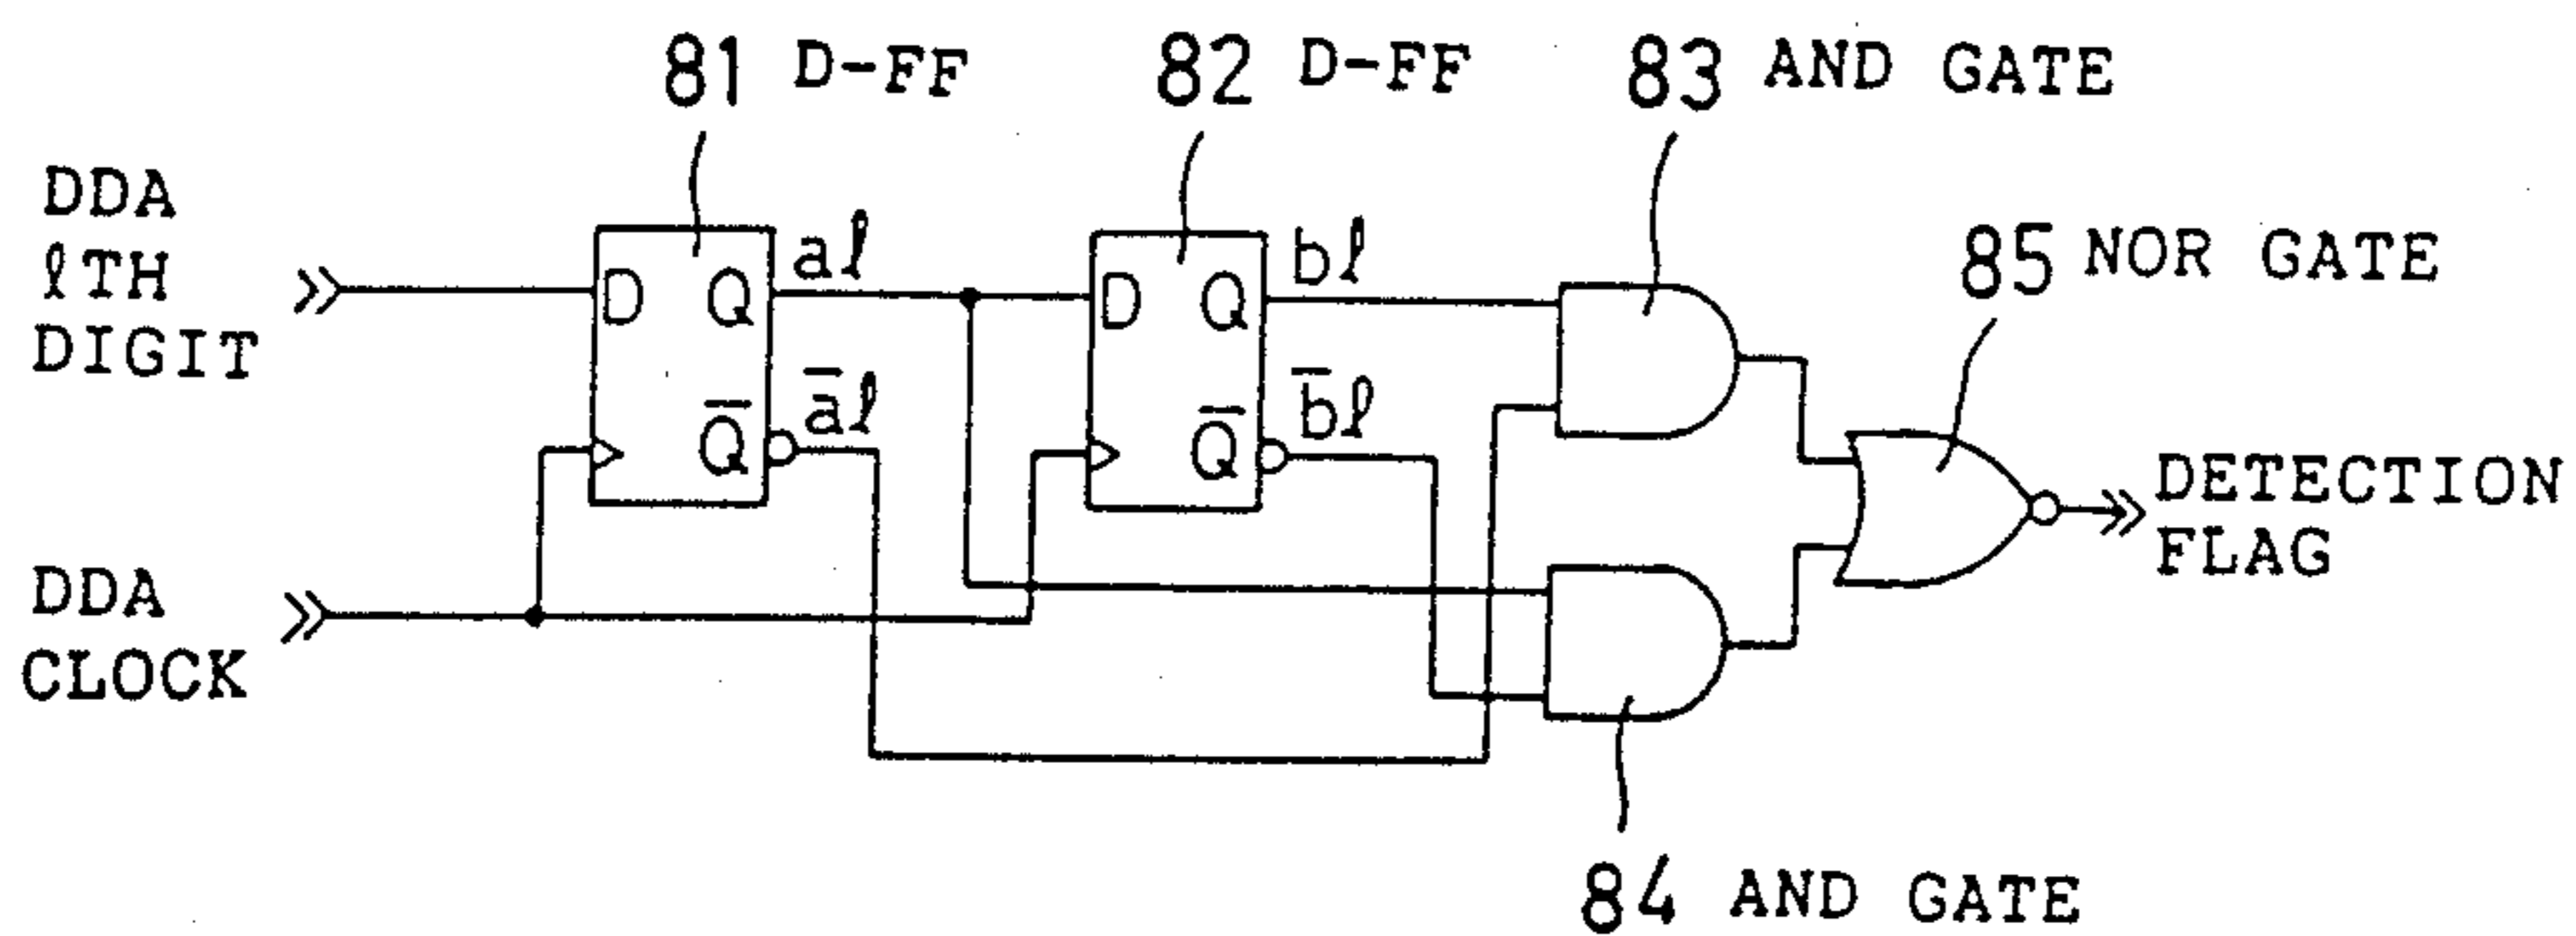 81 D-FF
82 D-FF
83 AND GATE
DDA
ℓTH
DIGIT
85 NOR GATE
D Q
aℓ
D Q
bℓ
Q̅
a̅ℓ
Q̅
b̅ℓ
DETECTION
FLAG
DDA
CLOCK
84 AND GATE